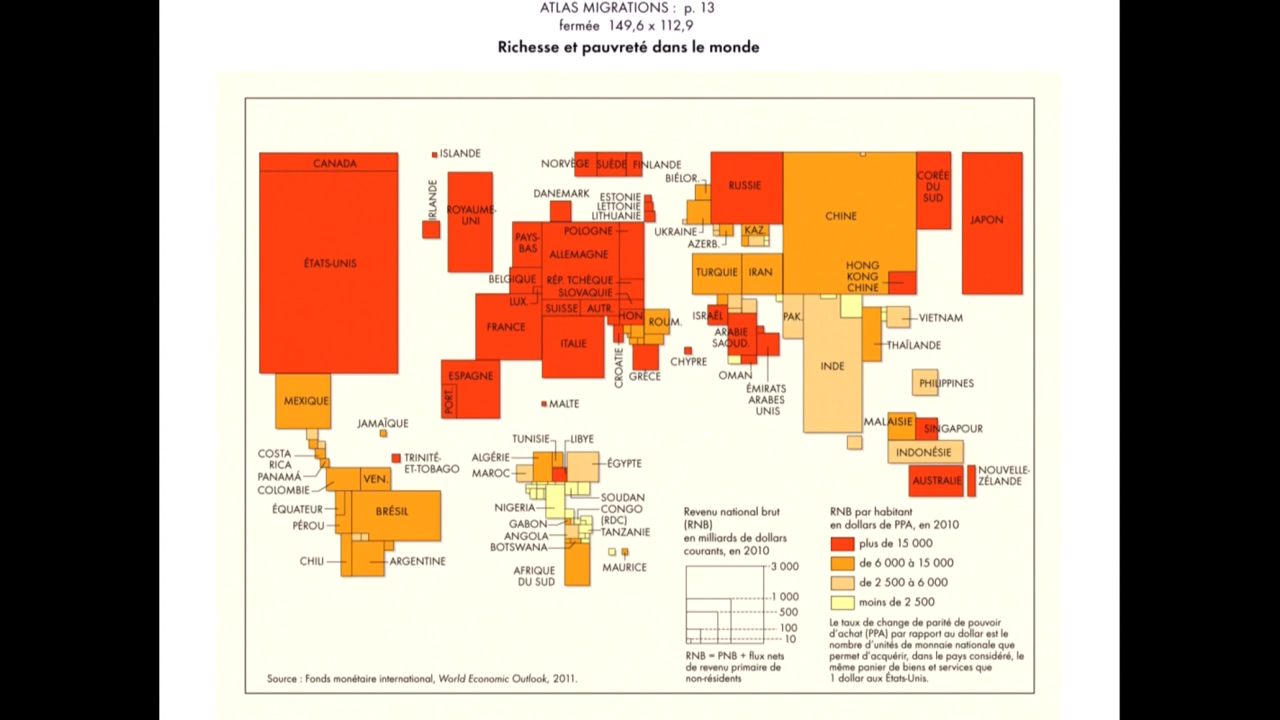 ATLAS MIGRATIONS : p. 13
fermée 149,6 x 112,9
Richesse et pauvreté dans le monde
CANADA
ÉTATS-UNIS
MEXIQUE
JAMAÏQUE
COSTA
RICA
PANAMÁ
COLOMBIE
TRINITÉ-
ET-TOBAGO
VEN.
ÉQUATEUR
PÉROU
BRÉSIL
CHILI
ARGENTINE
ISLANDE
IRLANDE
ROYAUME-
UNI
NORVÈGE
SUÈDE
FINLANDE
DANEMARK
ESTONIE
LETTONIE
LITHUANIE
PAYS-
BAS
POLOGNE
ALLEMAGNE
BELGIQUE
RÉP. TCHÈQUE
SLOVAQUIE
LUX.
SUISSE
AUTR.
HON.
ROUM.
FRANCE
ITALIE
CROATIE
GRÈCE
ESPAGNE
PORT.
MALTE
CHYPRE
BIÉLOR.
RUSSIE
UKRAINE
AZERB.
KAZ.
TURQUIE
IRAN
ISRAËL
ARABIE
SAOUD.
OMAN
ÉMIRATS
ARABES
UNIS
CHINE
HONG
KONG
CHINE
CORÉE
DU
SUD
JAPON
PAK.
INDE
VIETNAM
THAÏLANDE
PHILIPPINES
MALAISIE
SINGAPOUR
INDONÉSIE
AUSTRALIE
NOUVELLE-
ZÉLANDE
TUNISIE
LIBYE
ALGÉRIE
MAROC
ÉGYPTE
NIGERIA
SOUDAN
CONGO
(RDC)
GABON
TANZANIE
ANGOLA
BOTSWANA
AFRIQUE
DU SUD
MAURICE
Revenu national brut
(RNB)
en milliards de dollars
courants, en 2010
3 000
1 000
500
100
10
RNB = PNB + flux nets
de revenu primaire de
non-résidents
RNB par habitant
en dollars de PPA, en 2010
plus de 15 000
de 6 000 à 15 000
de 2 500 à 6 000
moins de 2 500
Le taux de change de parité de pouvoir
d'achat (PPA) par rapport au dollar est le
nombre d'unités de monnaie nationale que
permet d'acquérir, dans le pays considéré, le
même panier de biens et services que
1 dollar aux États-Unis.
Source : Fonds monétaire international, World Economic Outlook, 2011.